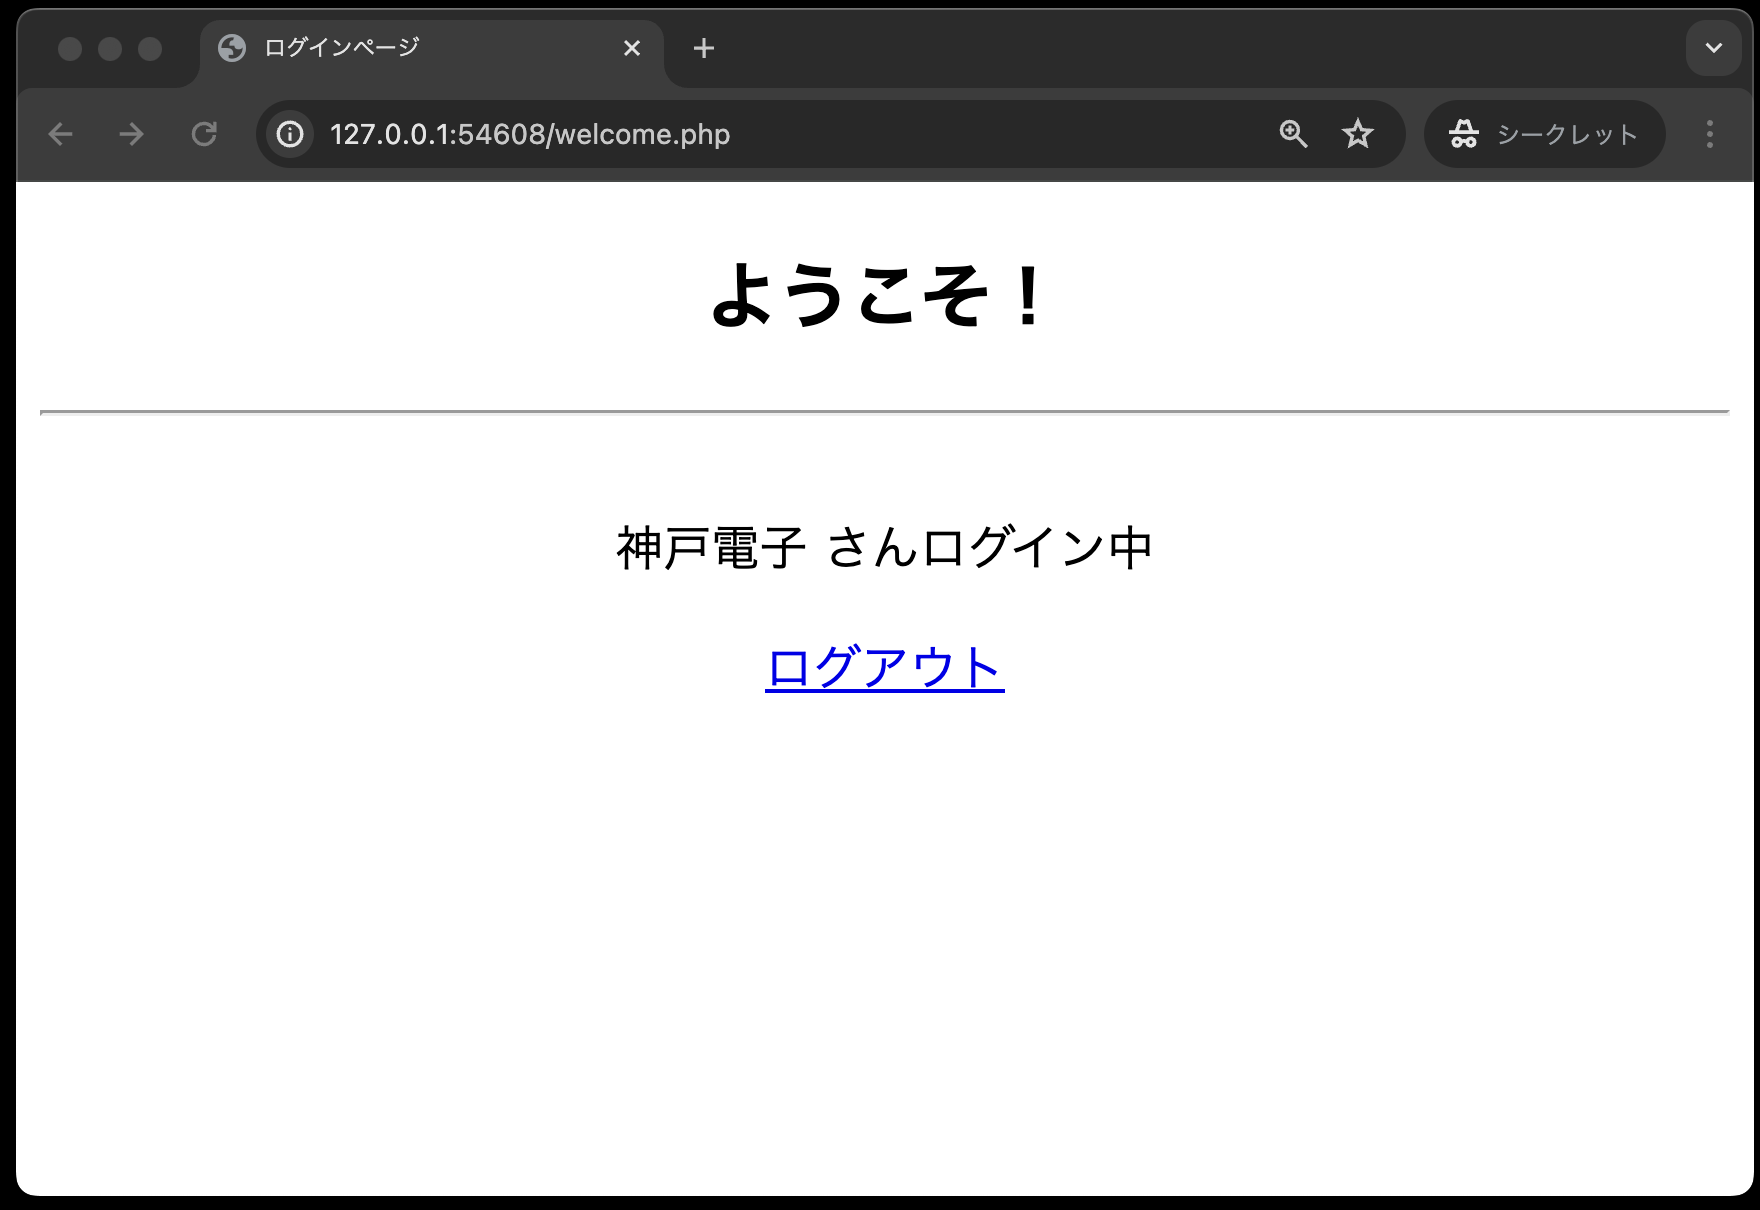 ログインページ
127.0.0.1:54608/welcome.php
シークレット
ようこそ！
神戸電子 さんログイン中
ログアウト